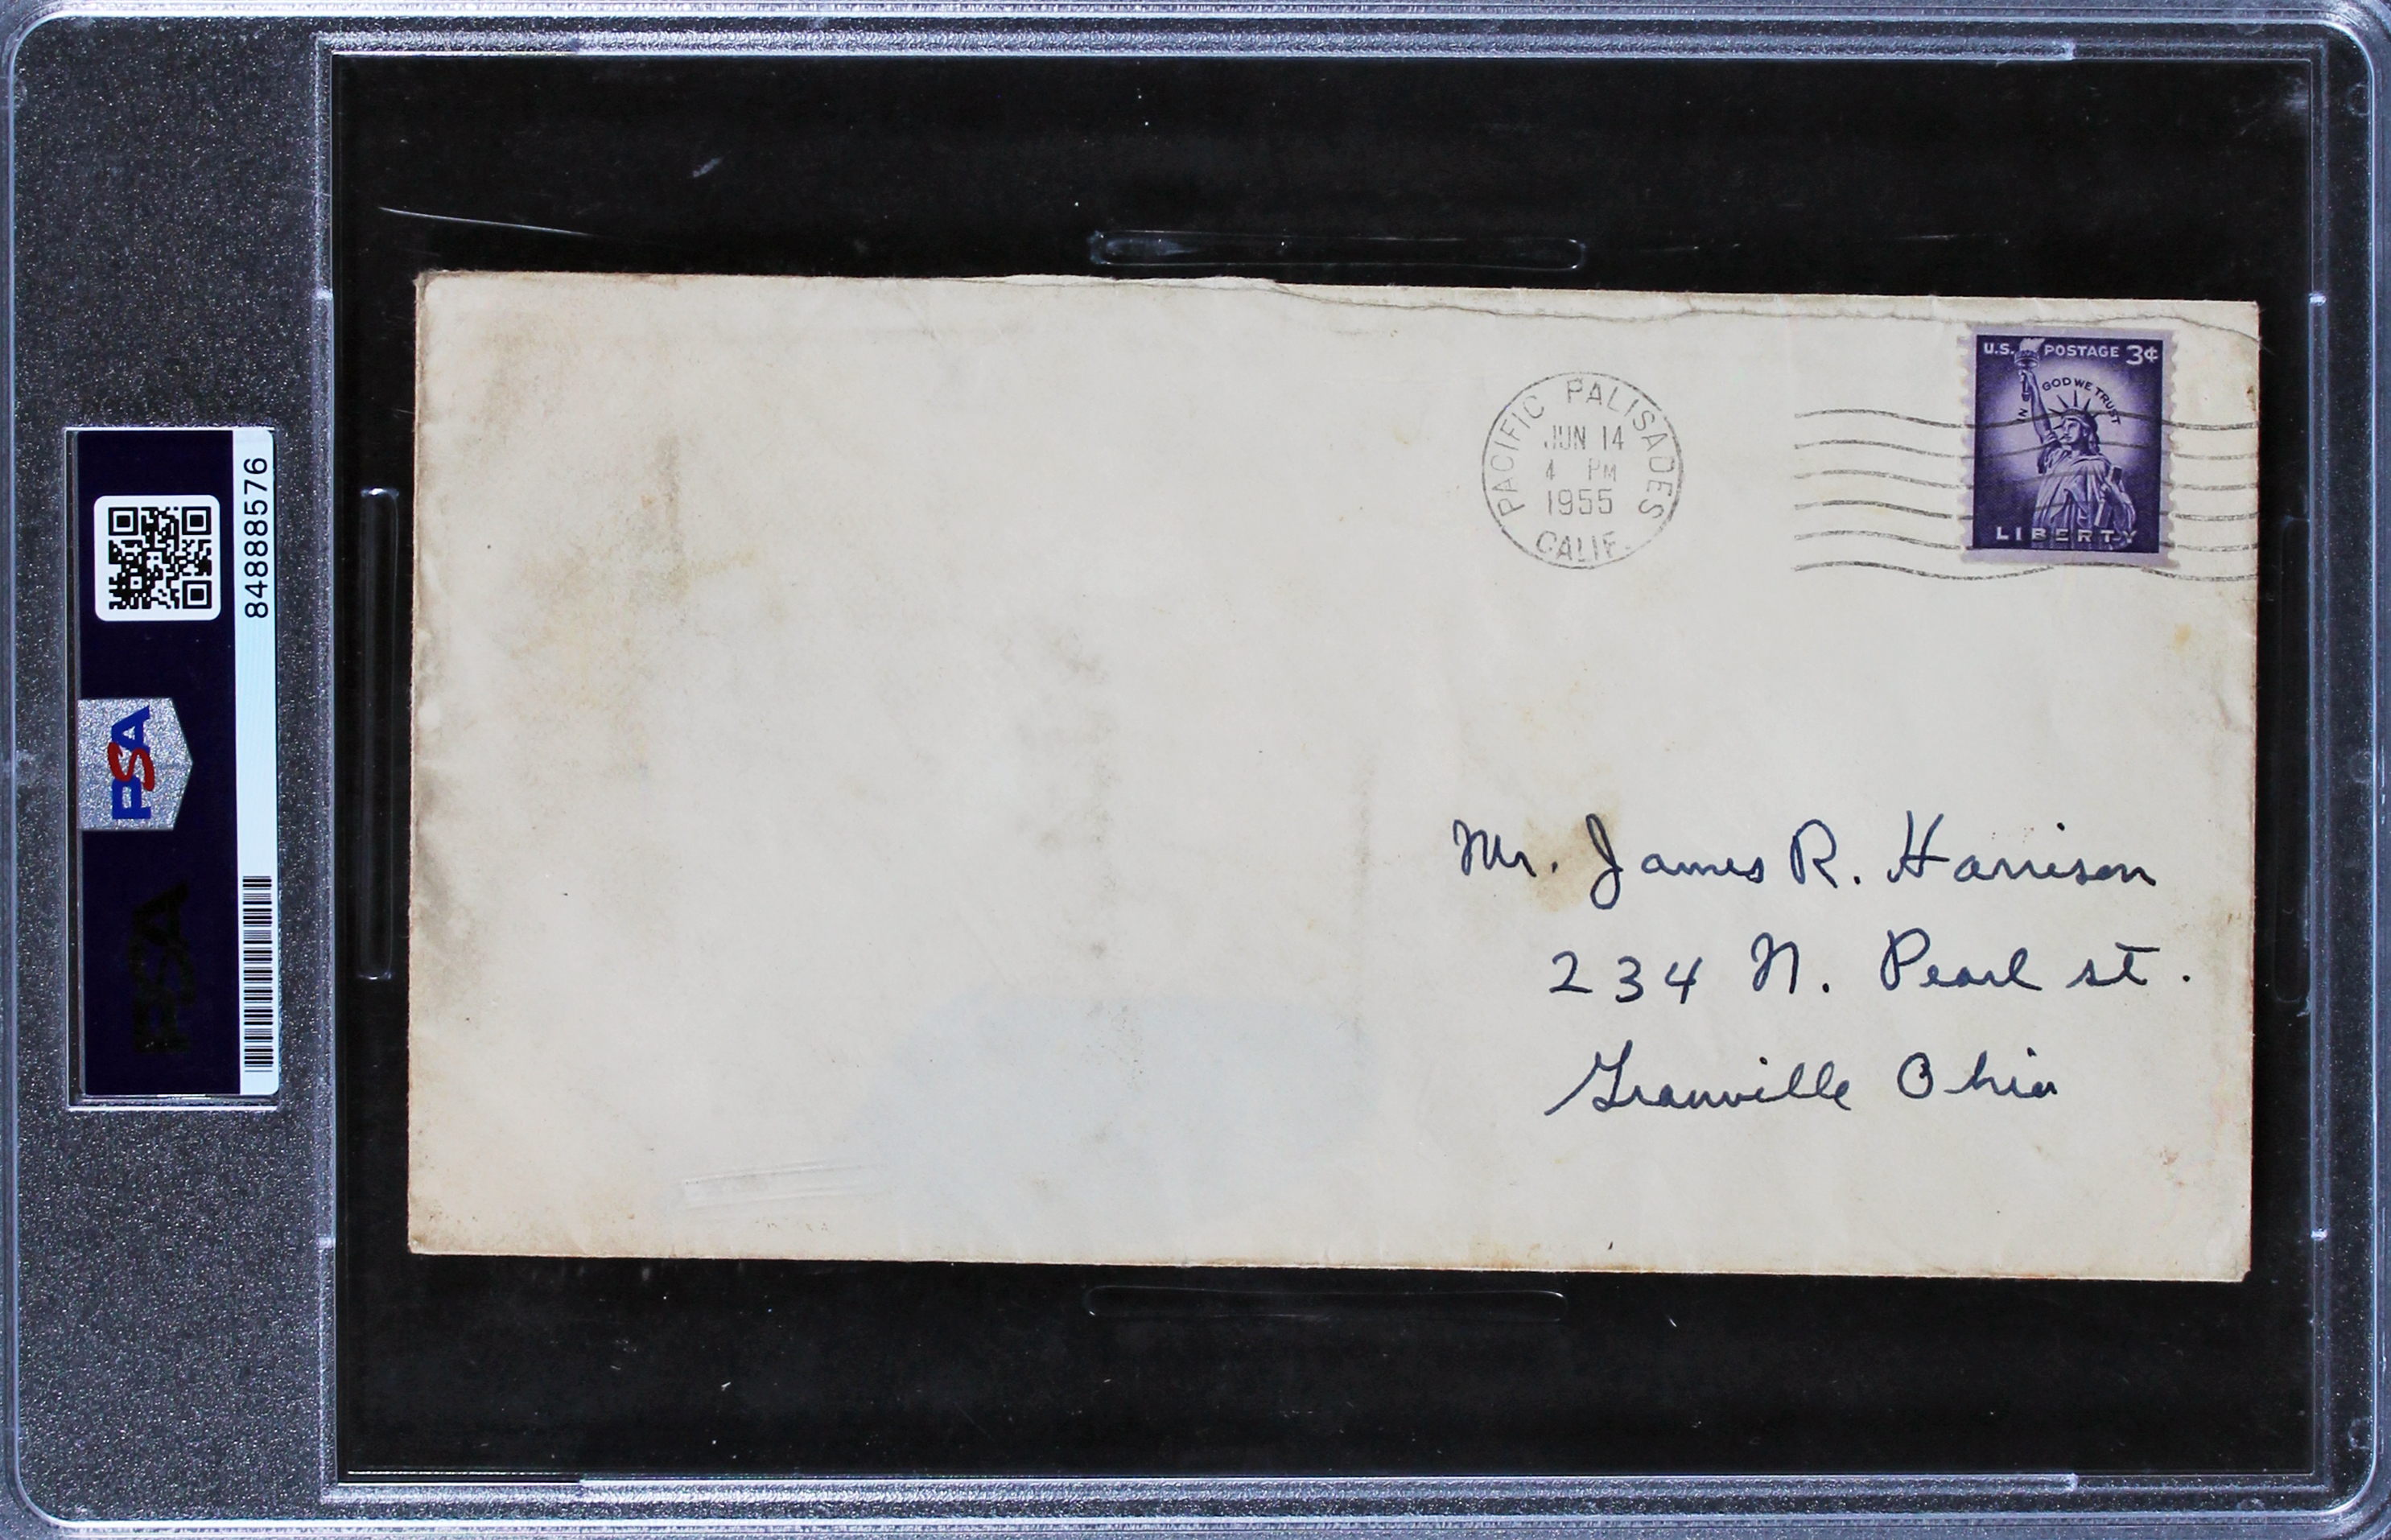 84888576
PSA
PSA
PACIFIC PALISADES
JUN 14
4 PM
1955
CALIF.
U.S. POSTAGE 3¢
IN GOD WE TRUST
LIBERTY
Mr. James R. Harrison
234 N. Pearl st.
Granville Ohio